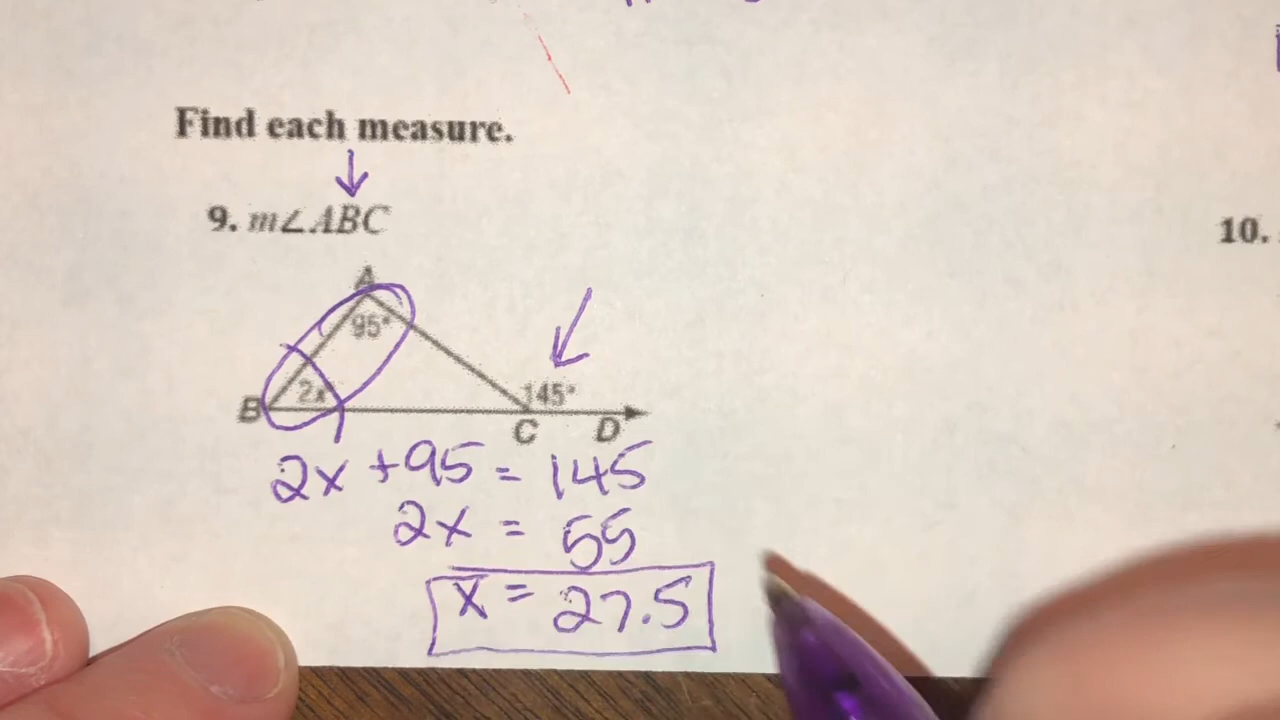 Find each measure.
9. m∠ABC
10.
A
95°
2x
145°
B
C
D
2x + 95 = 145
2x = 55
x = 27.5